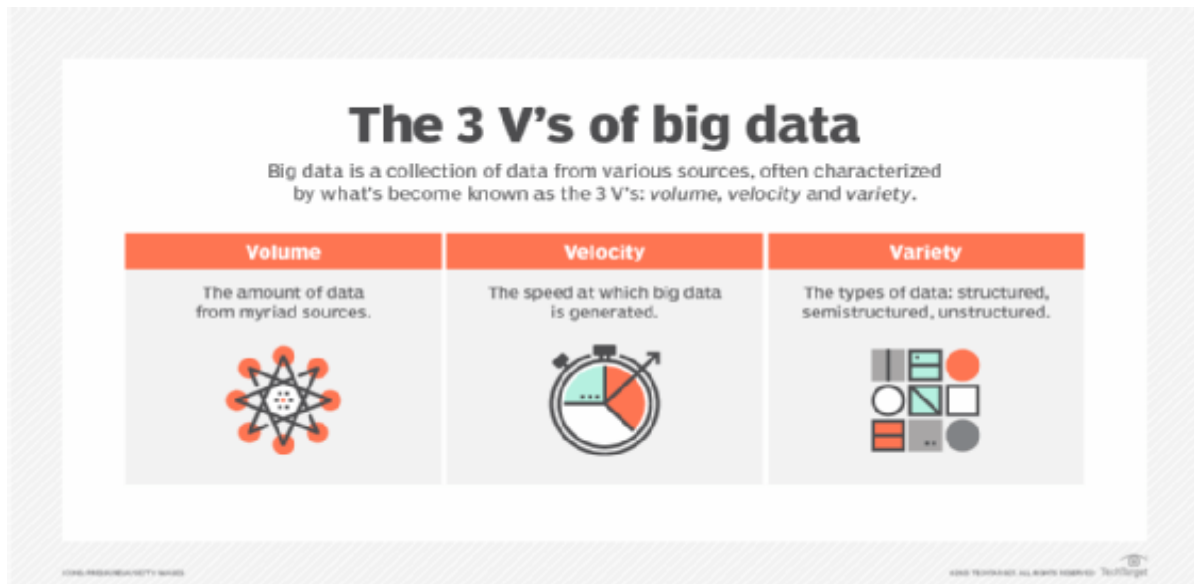 The 3 V's of big data
Big data is a collection of data from various sources, often characterized
by what's become known as the 3 V's: volume, velocity and variety.
Volume
The amount of data
from myriad sources.
Velocity
The speed at which big data
is generated.
Variety
The types of data: structured,
semistructured, unstructured.
TechTarget